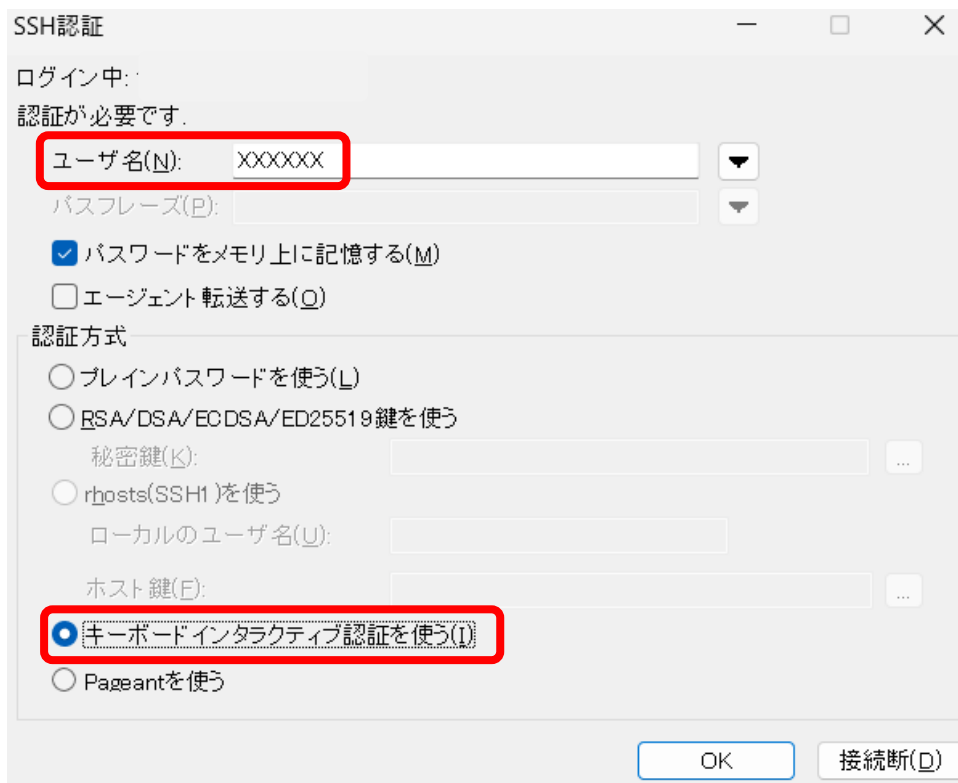 SSH認証
ログイン中:
認証が必要です.
ユーザ名(N): XXXXXX
パスフレーズ(P):
パスワードをメモリ上に記憶する(M)
エージェント転送する(O)
認証方式
プレインパスワードを使う(L)
RSA/DSA/ECDSA/ED25519鍵を使う
秘密鍵(K):
...
rhosts(SSH1)を使う
ローカルのユーザ名(U):
ホスト鍵(F):
...
キーボードインタラクティブ認証を使う(I)
Pageantを使う
OK 接続断(D)